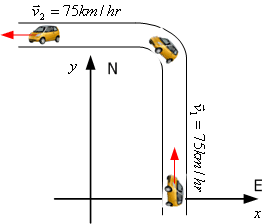 v⃗₂ = 75km/hr
y
N
v⃗₁ = 75km/hr
E
x